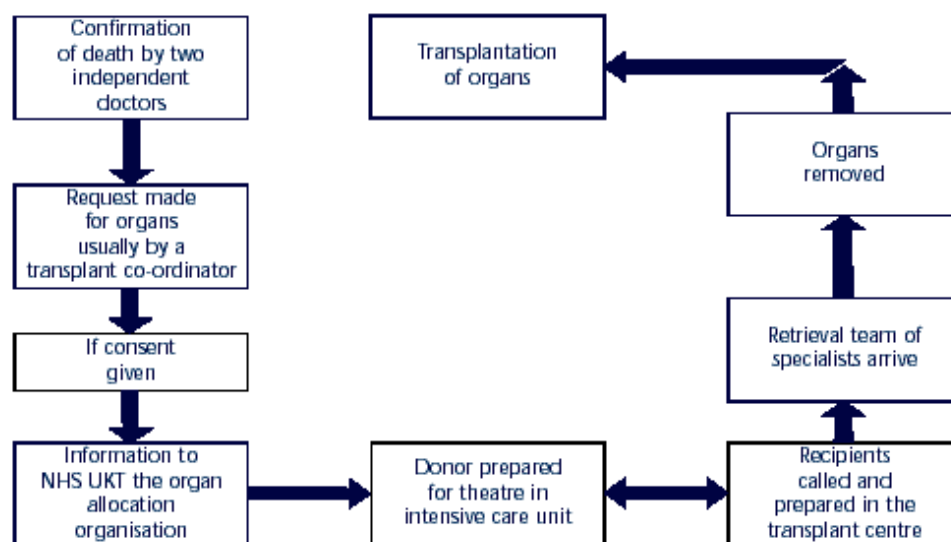 Confirmation
of death by two
independent
doctors
Request made
for organs
usually by a
transplant co-ordinator
If consent
given
Information to
NHS UKT the organ
allocation
organisation
Donor prepared
for theatre in
intensive care unit
Recipients
called and
prepared in the
transplant centre
Retrieval team of
specialists arrive
Organs
removed
Transplantation
of organs